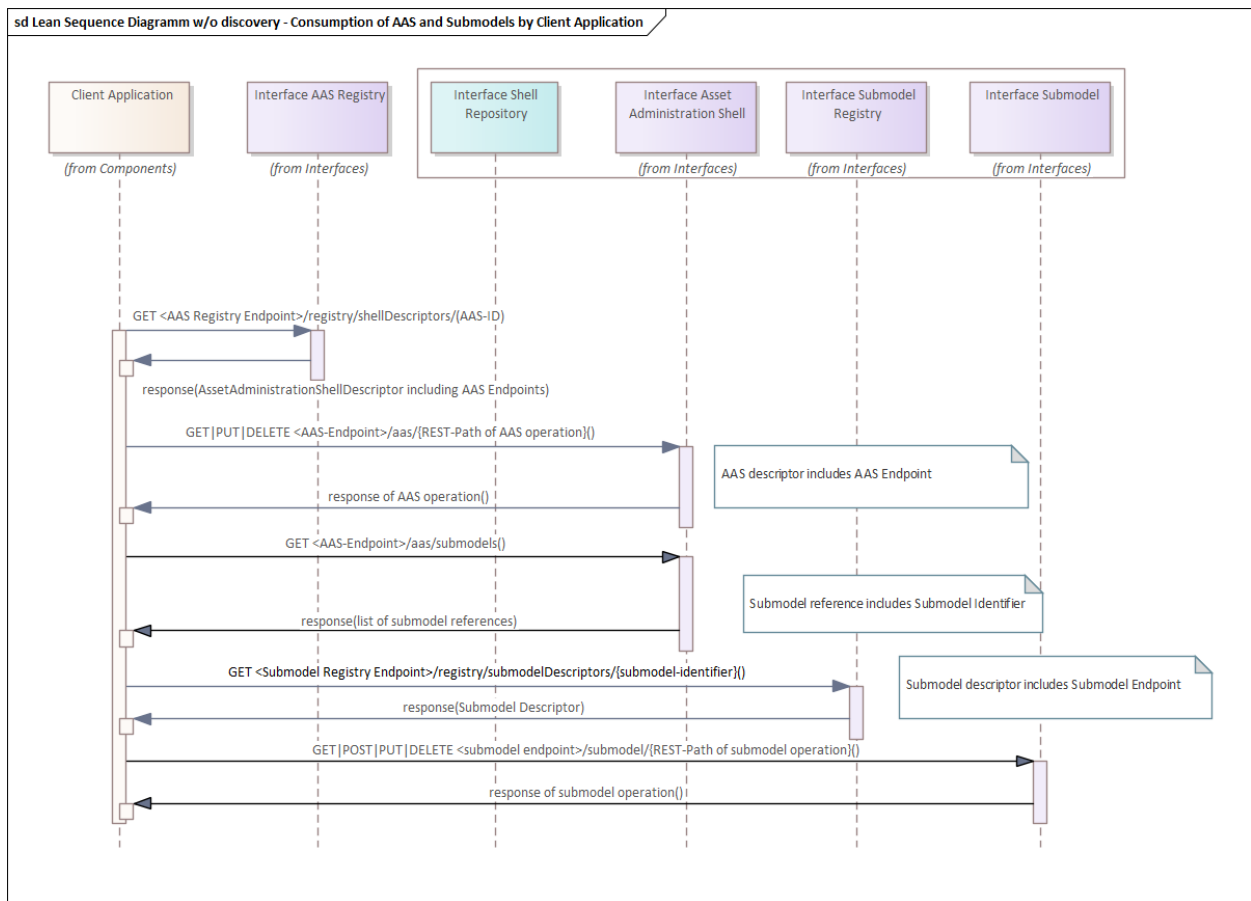 sd Lean Sequence Diagramm w/o discovery - Consumption of AAS and Submodels by Client Application
Client Application
(from Components)
Interface AAS Registry
(from Interfaces)
Interface Shell
Repository
Interface Asset
Administration Shell
(from Interfaces)
Interface Submodel
Registry
(from Interfaces)
Interface Submodel
(from Interfaces)
GET <AAS Registry Endpoint>/registry/shellDescriptors/(AAS-ID)
response(AssetAdministrationShellDescriptor including AAS Endpoints)
GET|PUT|DELETE <AAS-Endpoint>/aas/{REST-Path of AAS operation}()
AAS descriptor includes AAS Endpoint
response of AAS operation()
GET <AAS-Endpoint>/aas/submodels()
Submodel reference includes Submodel Identifier
response(list of submodel references)
GET <Submodel Registry Endpoint>/registry/submodelDescriptors/{submodel-identifier}()
Submodel descriptor includes Submodel Endpoint
response(Submodel Descriptor)
GET|POST|PUT|DELETE <submodel endpoint>/submodel/{REST-Path of submodel operation}()
response of submodel operation()